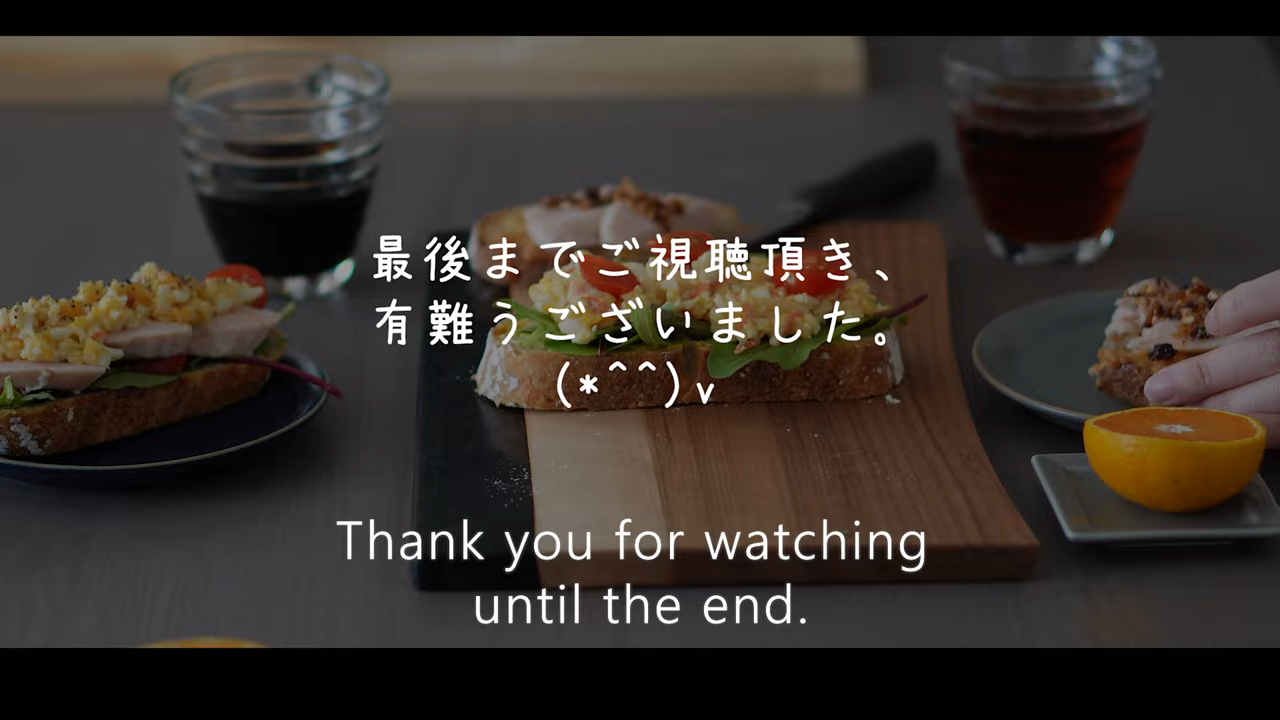 最後までご視聴頂き、
有難うございました。
(*^^)v
Thank you for watching
until the end.